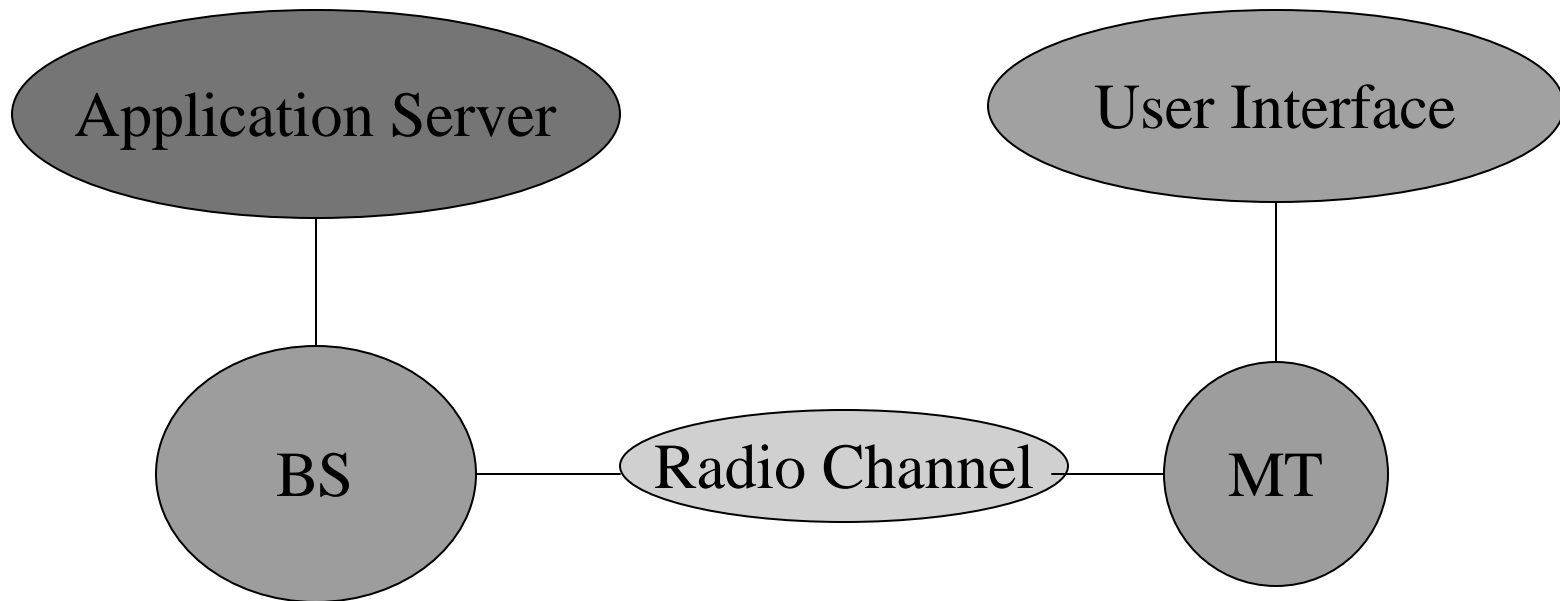 Application Server
User Interface
BS
Radio Channel
MT